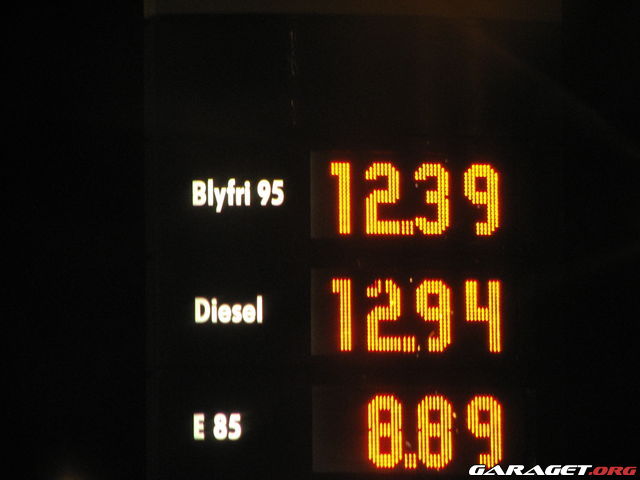 Blyfri 95 12.39
Diesel 12.94
E 85 8.89
GARAGET.ORG